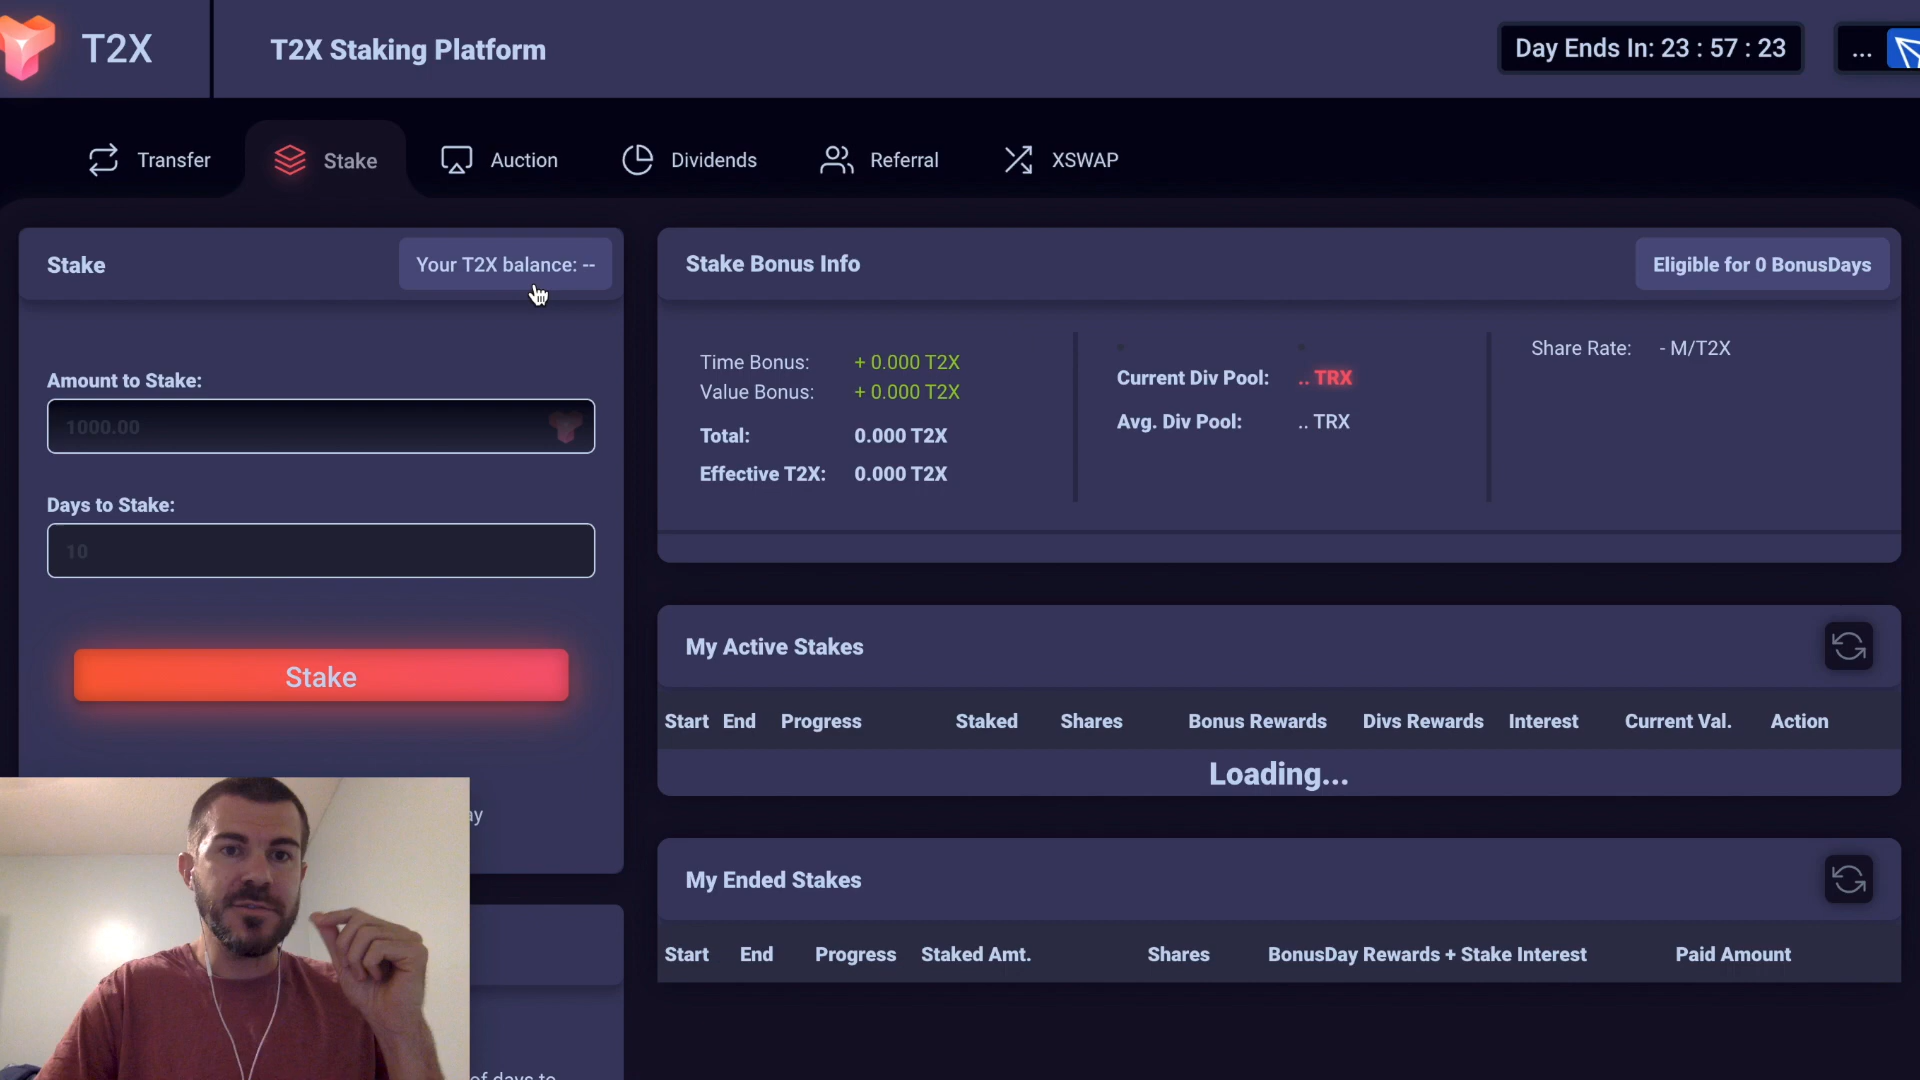 T2X
T2X Staking Platform
Day Ends In: 23 : 57 : 23
...
Transfer
Stake
Auction
Dividends
Referral
XSWAP
Stake
Your T2X balance: --
Amount to Stake:
1000.00
Days to Stake:
10
Stake
Stake Bonus Info
Eligible for 0 BonusDays
Time Bonus: + 0.000 T2X
Value Bonus: + 0.000 T2X
Total: 0.000 T2X
Effective T2X: 0.000 T2X
Current Div Pool: .. TRX
Avg. Div Pool: .. TRX
Share Rate: - M/T2X
My Active Stakes
Start End Progress Staked Shares Bonus Rewards Divs Rewards Interest Current Val. Action
Loading...
My Ended Stakes
Start End Progress Staked Amt. Shares BonusDay Rewards + Stake Interest Paid Amount
of days to